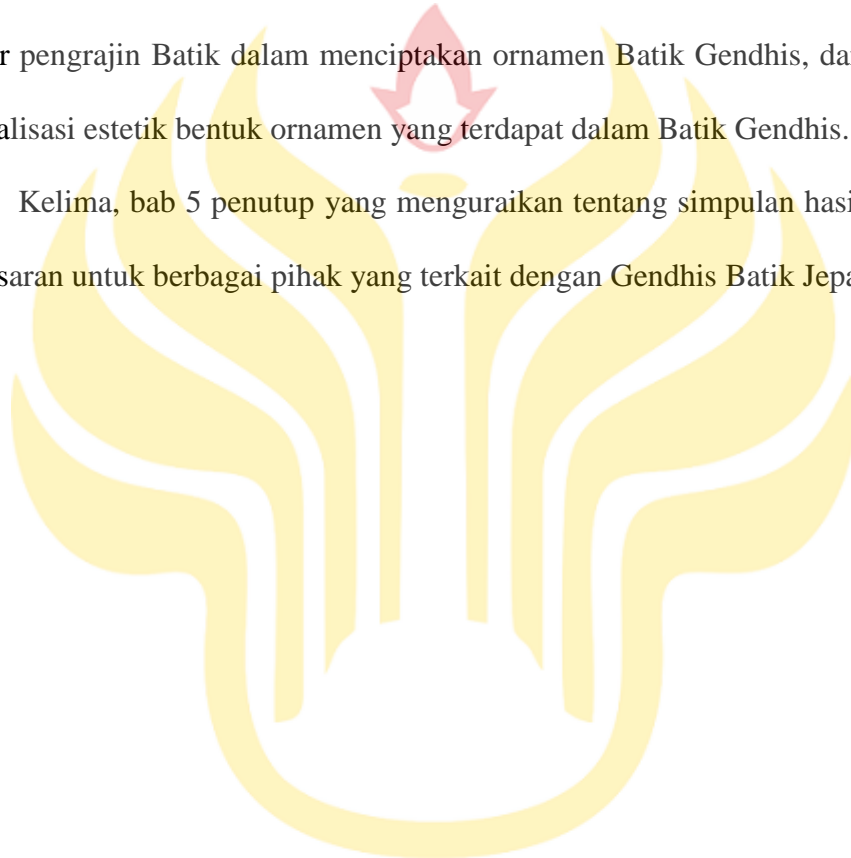 r pengrajin Batik dalam menciptakan ornamen Batik Gendhis, dan
alisasi estetik bentuk ornamen yang terdapat dalam Batik Gendhis.
Kelima, bab 5 penutup yang menguraikan tentang simpulan hasi
saran untuk berbagai pihak yang terkait dengan Gendhis Batik Jepa